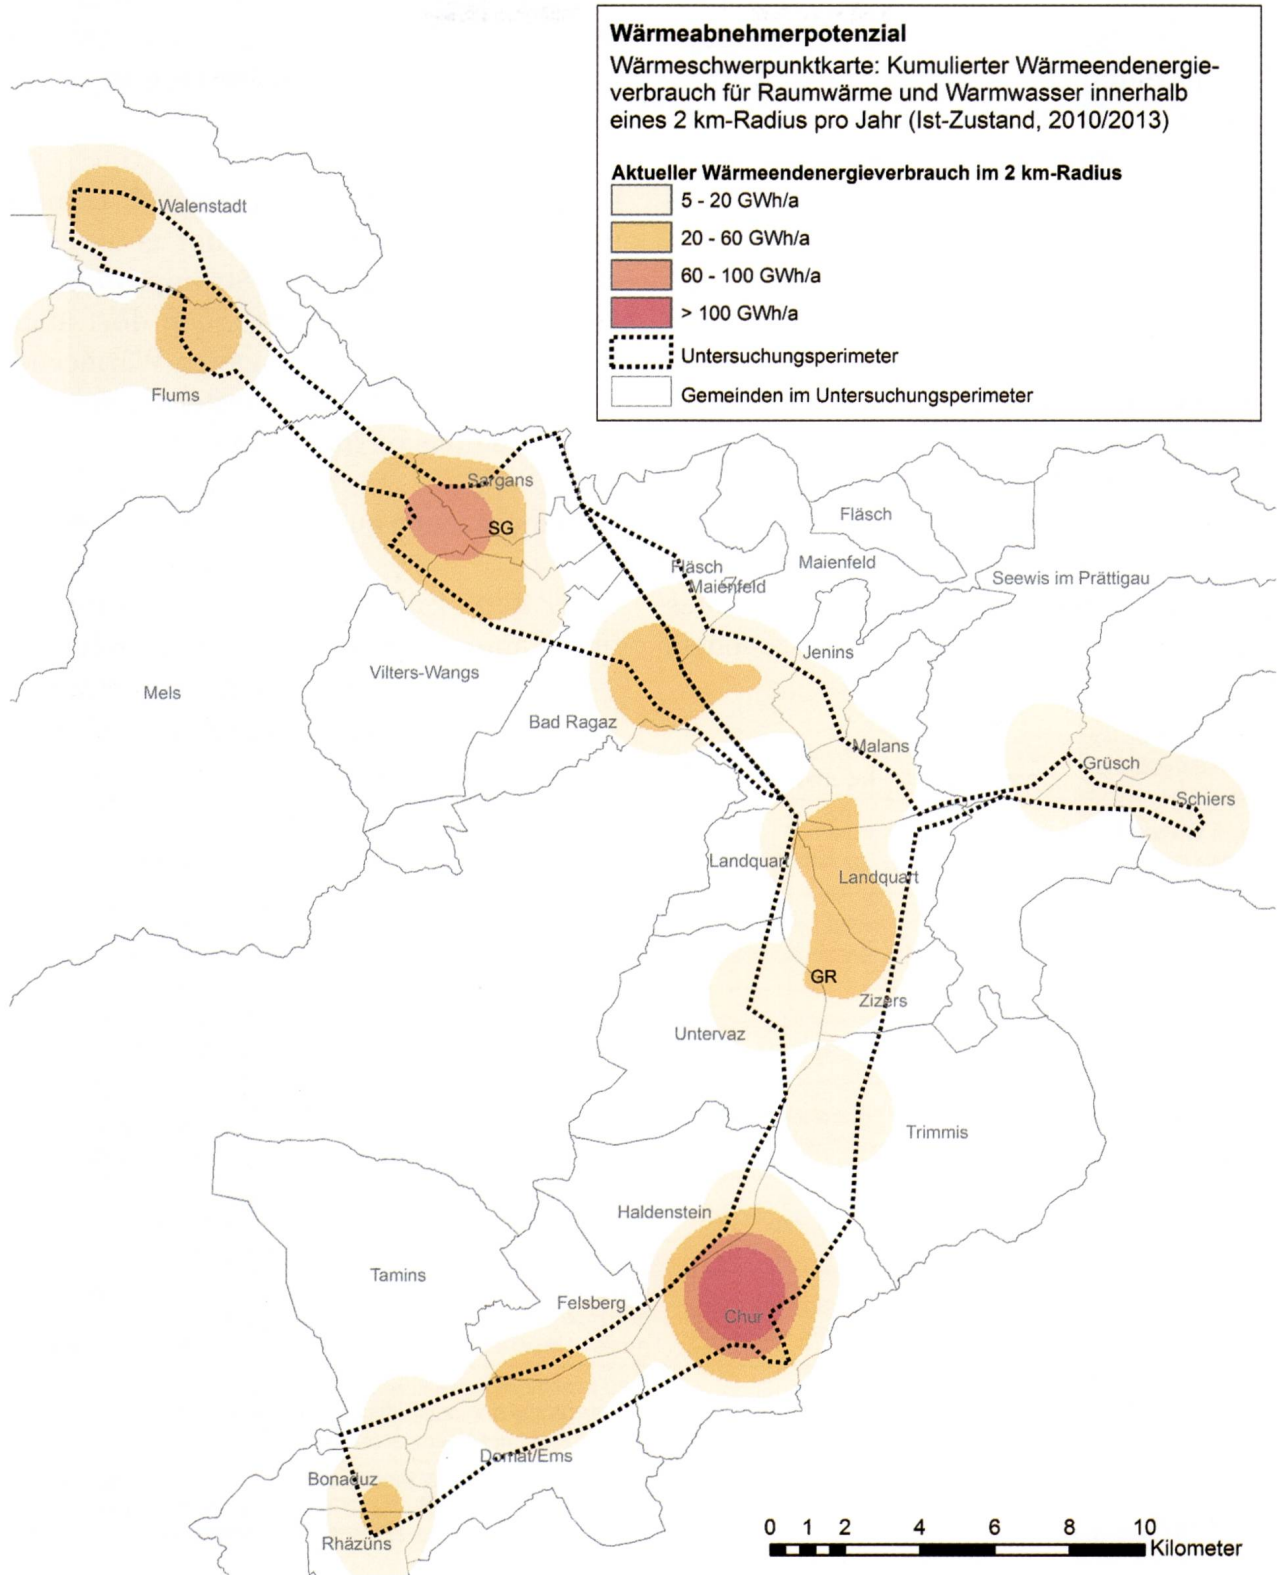 Wärmeabnehmerpotenzial
Wärmeschwerpunktkarte: Kumulierter Wärmeendenergie-
verbrauch für Raumwärme und Warmwasser innerhalb
eines 2 km-Radius pro Jahr (Ist-Zustand, 2010/2013)
Aktueller Wärmeendenergieverbrauch im 2 km-Radius
5 - 20 GWh/a
20 - 60 GWh/a
60 - 100 GWh/a
> 100 GWh/a
Untersuchungsperimeter
Gemeinden im Untersuchungsperimeter
Walenstadt
Flums
Sargans
SG
Fläsch
Maienfeld
Fläsch
Maienfeld
Seewis im Prättigau
Jenins
Vilters-Wangs
Mels
Bad Ragaz
Malans
Grüsch
Schiers
Landquart
Landquart
GR
Zizers
Untervaz
Trimmis
Haldenstein
Tamins
Felsberg
Chur
Domat/Ems
Bonaduz
Rhäzüns
0 1 2 4 6 8 10
Kilometer